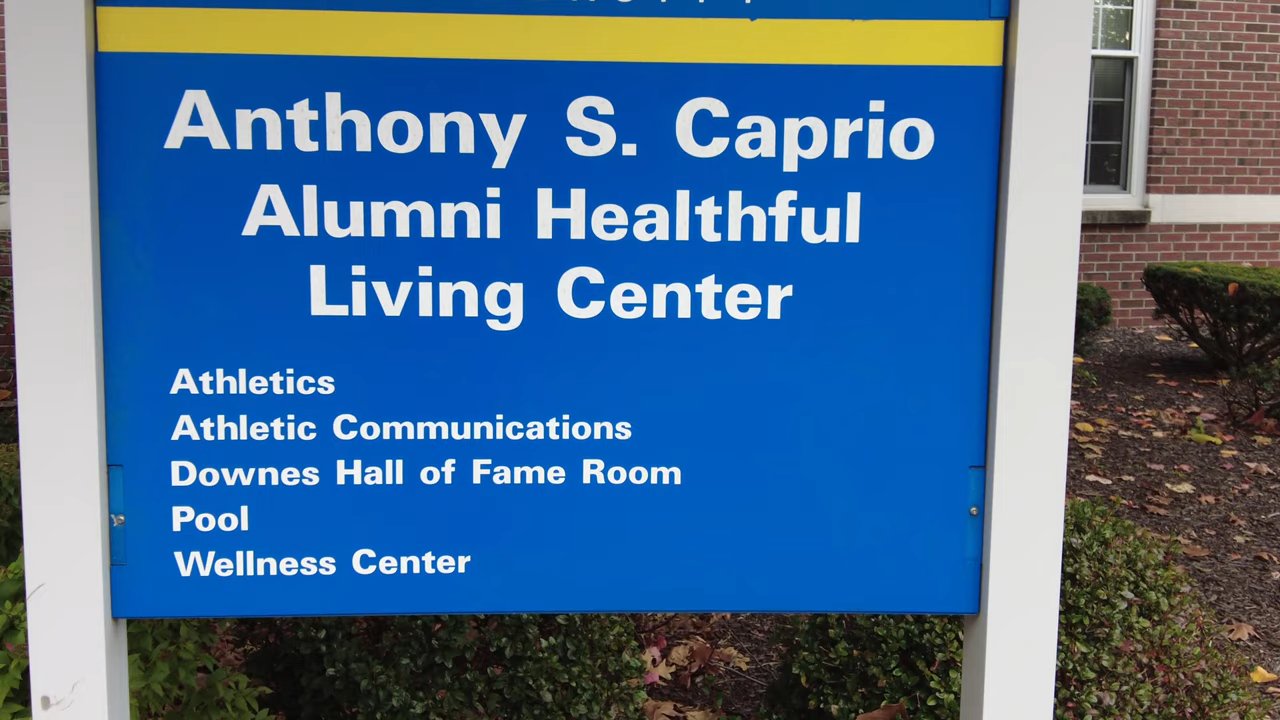 Anthony S. Caprio
Alumni Healthful
Living Center
Athletics
Athletic Communications
Downes Hall of Fame Room
Pool
Wellness Center